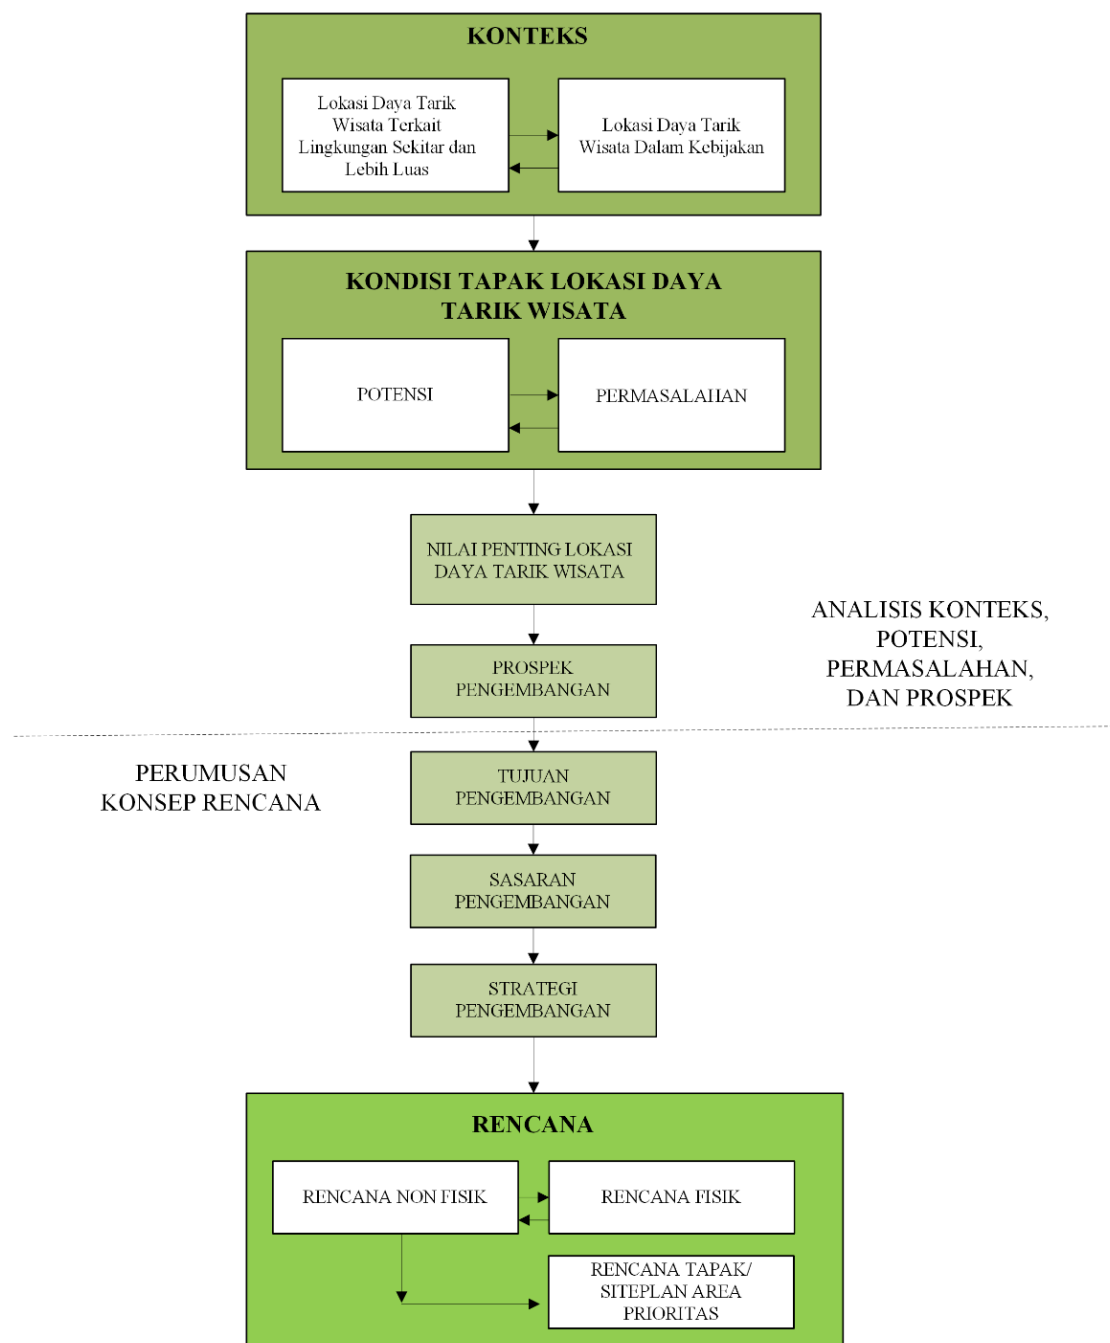 KONTEKS
Lokasi Daya Tarik
Wisata Terkait
Lingkungan Sekitar dan
Lebih Luas
Lokasi Daya Tarik
Wisata Dalam Kebijakan
KONDISI TAPAK LOKASI DAYA
TARIK WISATA
POTENSI
PERMASALAHAN
NILAI PENTING LOKASI
DAYA TARIK WISATA
ANALISIS KONTEKS,
POTENSI,
PERMASALAHAN,
DAN PROSPEK
PROSPEK
PENGEMBANGAN
PERUMUSAN
KONSEP RENCANA
TUJUAN
PENGEMBANGAN
SASARAN
PENGEMBANGAN
STRATEGI
PENGEMBANGAN
RENCANA
RENCANA NON FISIK
RENCANA FISIK
RENCANA TAPAK/
SITEPLAN AREA
PRIORITAS